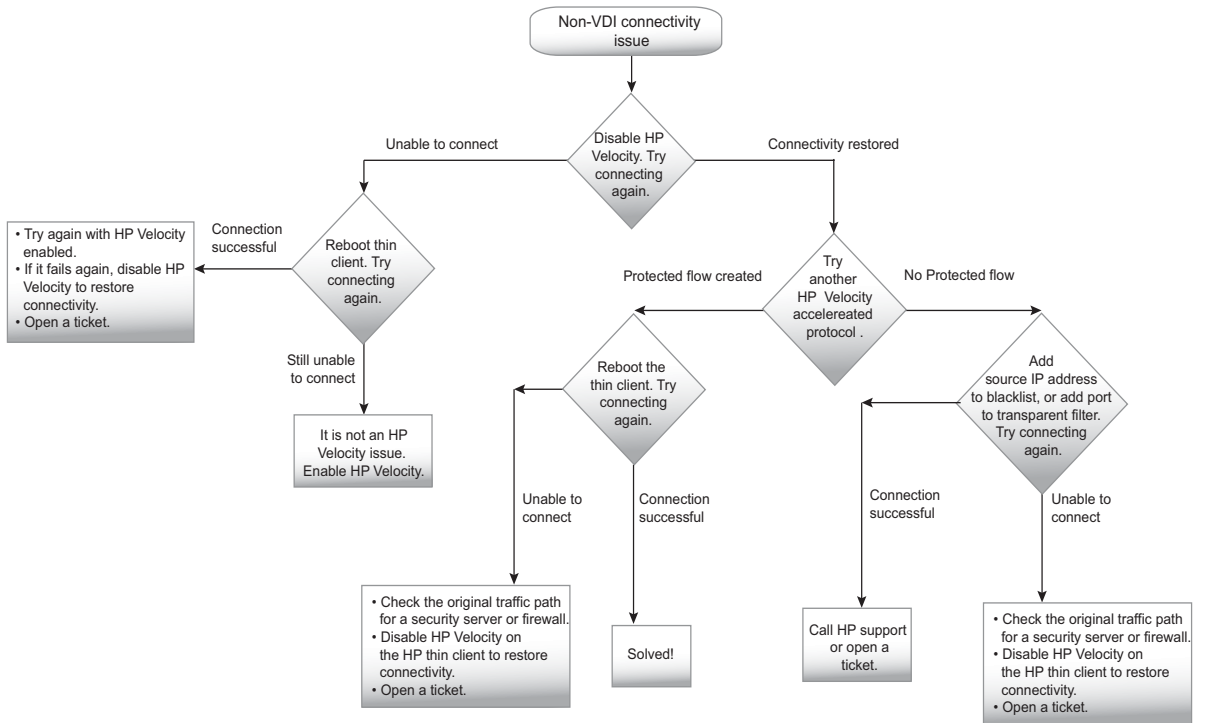 Non-VDI connectivity
issue
Disable HP
Velocity. Try
connecting
again.
Unable to connect
Connectivity restored
• Try again with HP Velocity
enabled.
• If it fails again, disable HP
Velocity to restore
connectivity.
• Open a ticket.
Connection
successful
Reboot thin
client. Try
connecting
again.
Still unable
to connect
It is not an HP
Velocity issue.
Enable HP Velocity.
Try
another
HP Velocity
accelereated
protocol .
Protected flow created
No Protected flow
Reboot the
thin client. Try
connecting
again.
Add
source IP address
to blacklist, or add port
to transparent filter.
Try connecting
again.
Unable to
connect
Connection
successful
Connection
successful
Unable to
connect
• Check the original traffic path
for a security server or firewall.
• Disable HP Velocity on
the HP thin client to restore
connectivity.
• Open a ticket.
Solved!
Call HP support
or open a
ticket.
• Check the original traffic path
for a security server or firewall.
• Disable HP Velocity on
the HP thin client to restore
connectivity.
• Open a ticket.